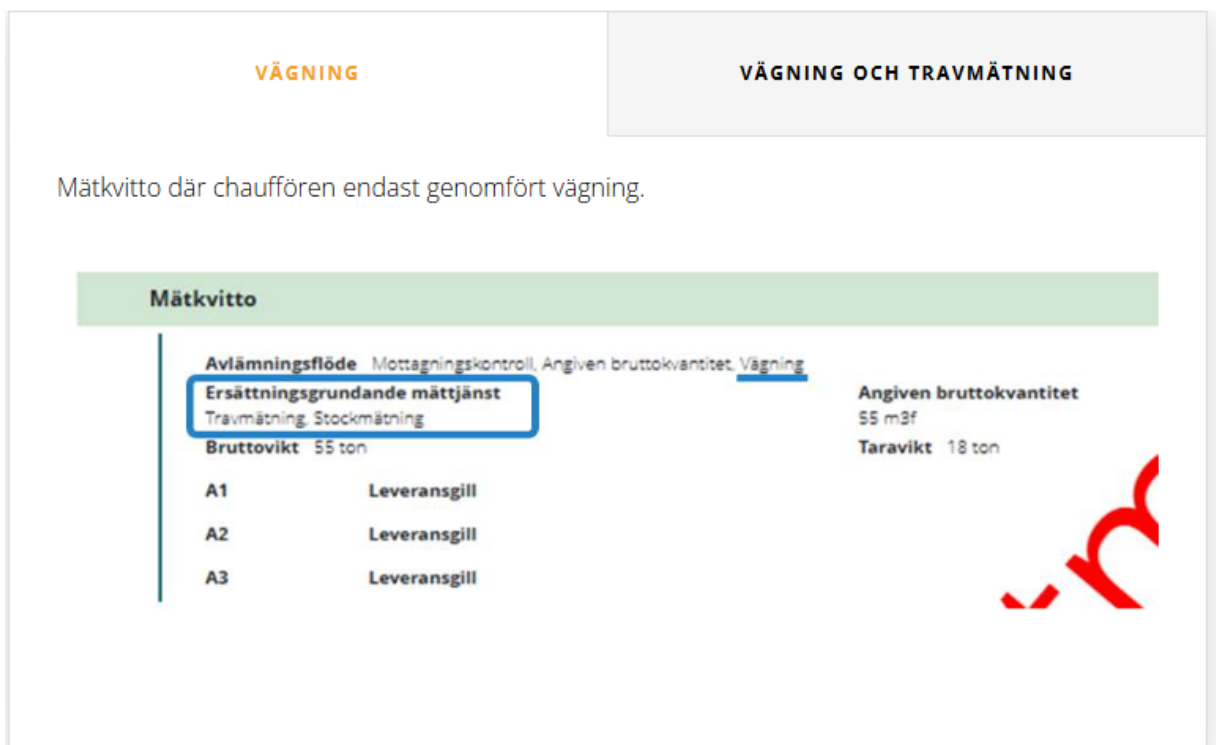 VÄGNING
VÄGNING OCH TRAVMÄTNING
Mätkvitto där chauffören endast genomfört vägning.
Mätkvitto
Avlämningsflöde Mottagningskontroll, Angiven bruttokvantitet, Vägning
Ersättningsgrundande mättjänst
Travmätning, Stockmätning
Angiven bruttokvantitet
55 m3f
Bruttovikt 55 ton
Taravikt 18 ton
A1 Leveransgill
A2 Leveransgill
A3 Leveransgill